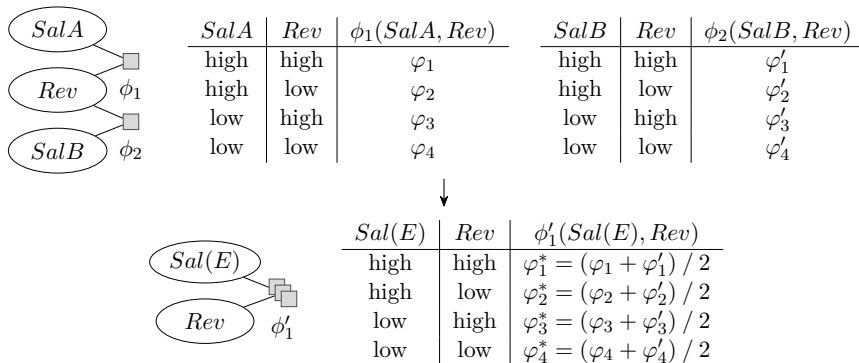 SalA
Rev
SalB
ϕ₁
ϕ₂
SalA Rev ϕ₁(SalA, Rev)
high high φ₁
high low φ₂
low high φ₃
low low φ₄
SalB Rev ϕ₂(SalB, Rev)
high high φ′₁
high low φ′₂
low high φ′₃
low low φ′₄
Sal(E)
Rev
ϕ′₁
Sal(E) Rev ϕ′₁(Sal(E), Rev)
high high φ*₁ = (φ₁ + φ′₁) / 2
high low φ*₂ = (φ₂ + φ′₂) / 2
low high φ*₃ = (φ₃ + φ′₃) / 2
low low φ*₄ = (φ₄ + φ′₄) / 2